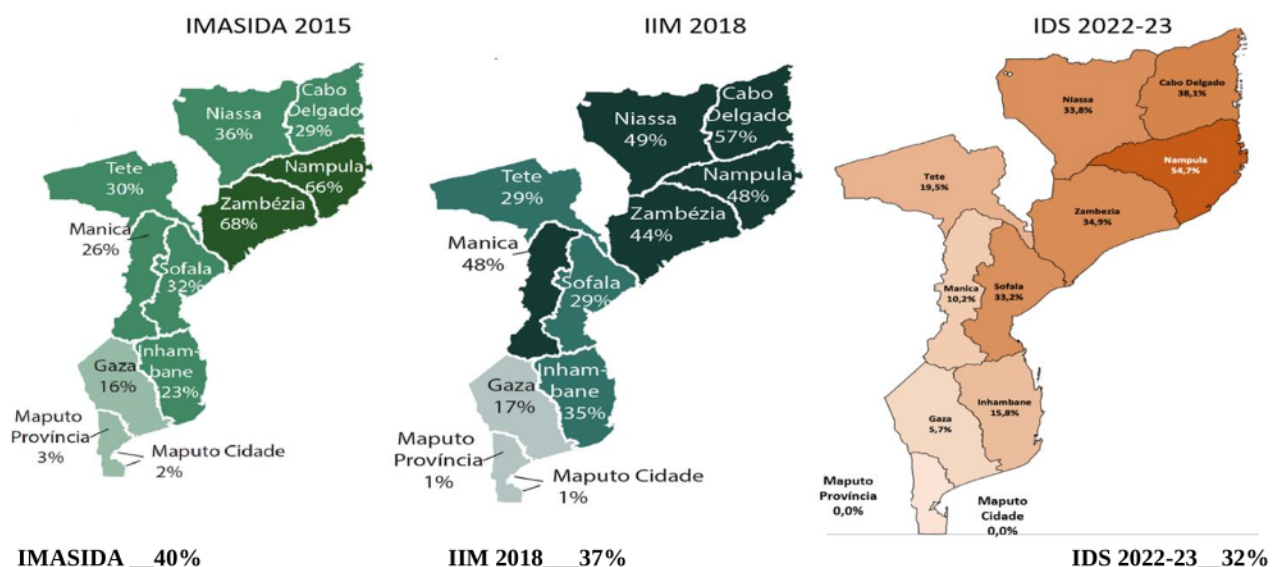 IMASIDA 2015
Niassa
36%
Cabo
Delgado
29%
Nampula
66%
Tete
30%
Zambézia
68%
Manica
26%
Sofala
32%
Inham-
bane
23%
Gaza
16%
Maputo
Província
3%
Maputo Cidade
2%
IMASIDA __40%
IIM 2018
Niassa
49%
Cabo
Delgado
57%
Nampula
48%
Tete
29%
Zambézia
44%
Manica
48%
Sofala
29%
Inham-
bane
35%
Gaza
17%
Maputo
Província
1%
Maputo Cidade
1%
IIM 2018___37%
IDS 2022-23
Cabo Delgado
38,1%
Niassa
33,8%
Nampula
54,7%
Tete
19,5%
Zambezia
34,9%
Manica
10,2%
Sofala
33,2%
Inhambane
15,8%
Gaza
5,7%
Maputo
Província
0,0%
Maputo
Cidade
0,0%
IDS 2022-23__32%